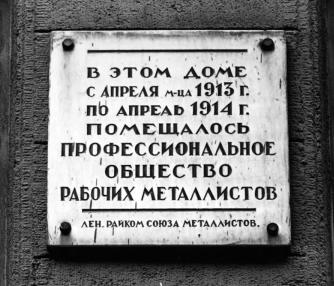 В ЭТОМ ДОМЕ
С АПРЕЛЯ М-ЦА 1913 Г.
ПО АПРЕЛЬ 1914 Г.
ПОМЕЩАЛОСЬ
ПРОФЕССИОНАЛЬНОЕ
ОБЩЕСТВО
РАБОЧИХ МЕТАЛЛИСТОВ
ЛЕН. РАЙКОМ СОЮЗА МЕТАЛЛИСТОВ.